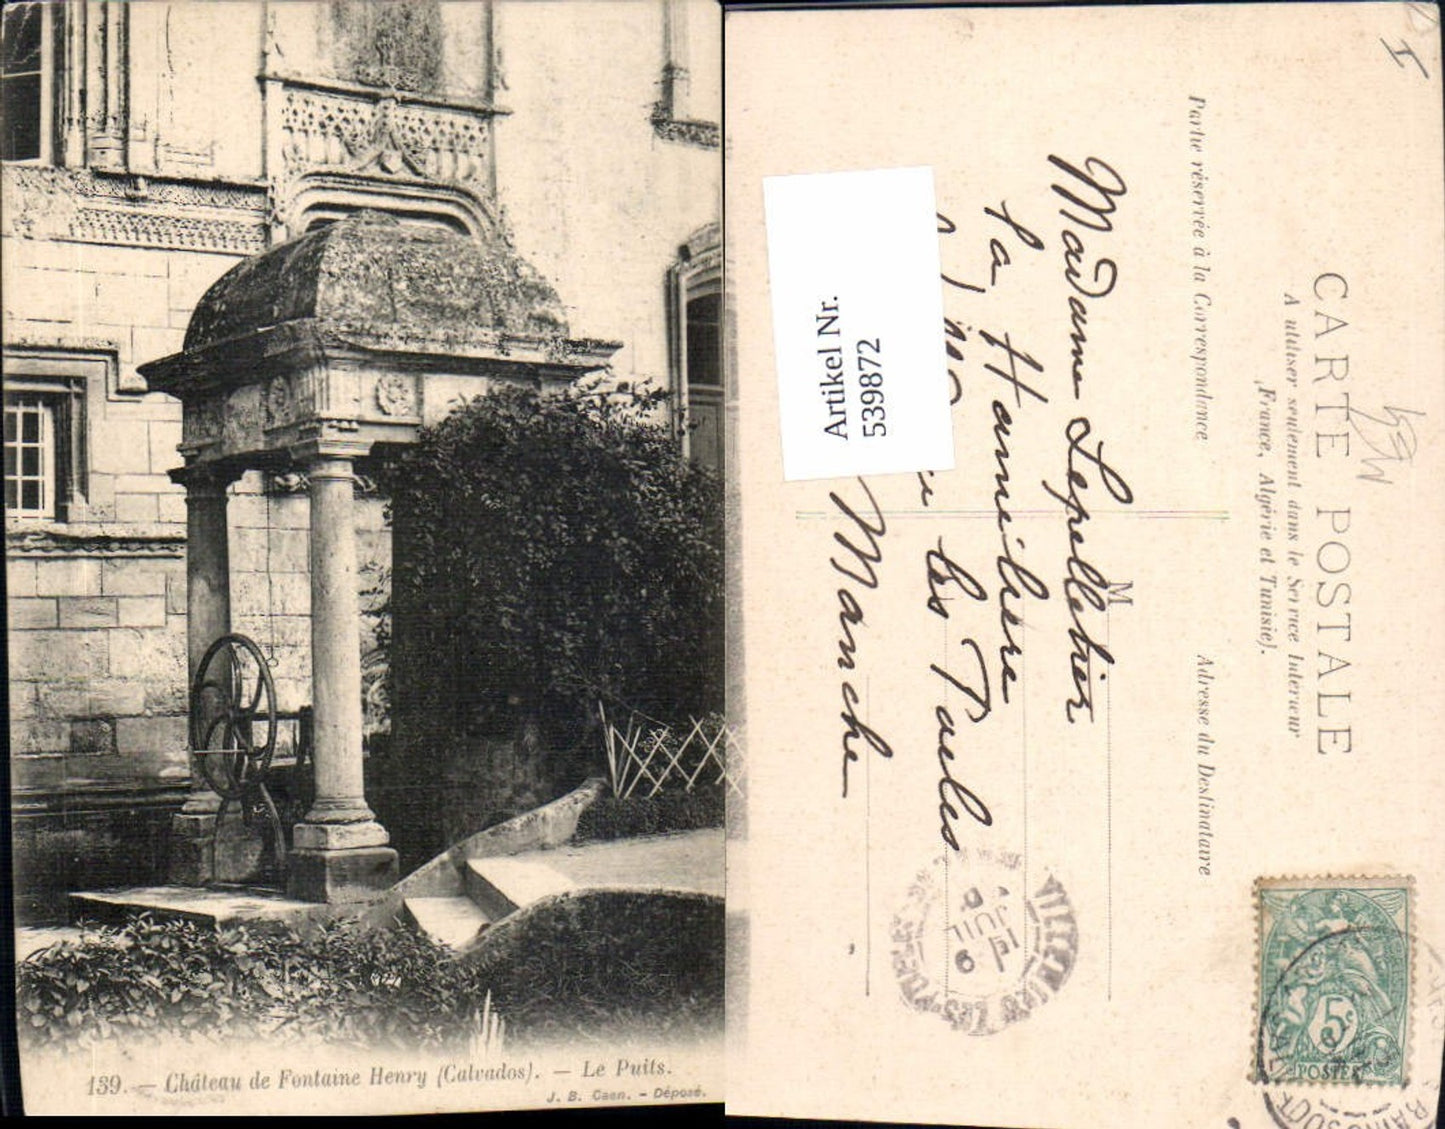 139. — Château de Fontaine Henry (Calvados). — Le Puits.
J. B. Caen. – Déposé.
CARTE POSTALE
A utiliser seulement dans le Service Intérieur
(France, Algérie et Tunisie).
Partie réservée à la Correspondance
Adresse du Destinataire
M
Madame Lepelletier
La
les Tuiles
Manche
Artikel Nr.
539872
5c
POSTES